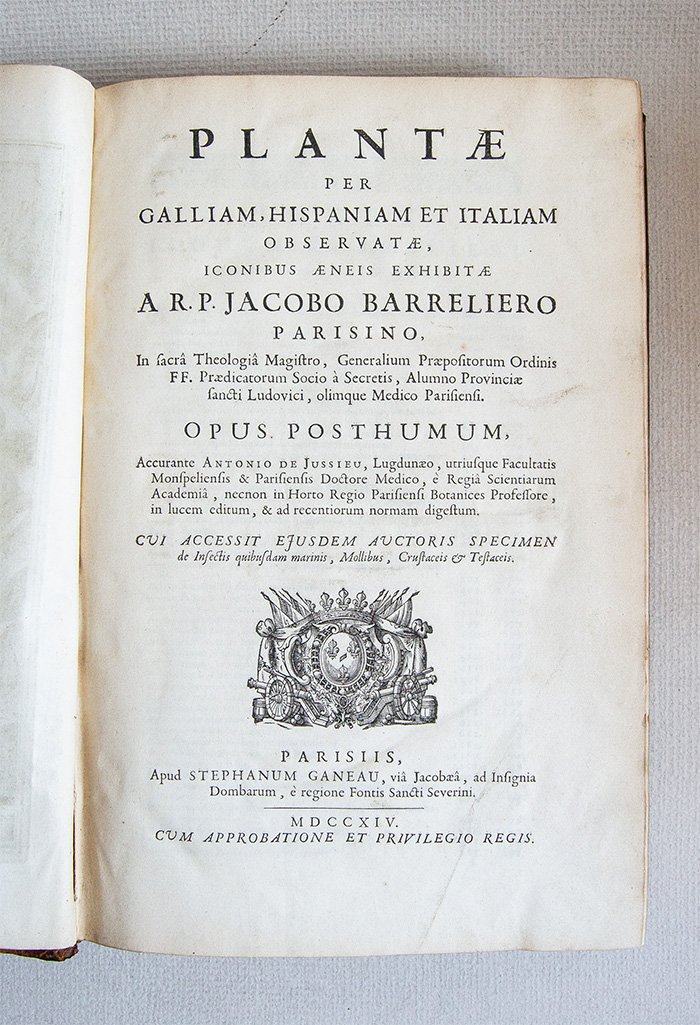 PLANTÆ
PER
GALLIAM, HISPANIAM ET ITALIAM
OBSERVATÆ,
ICONIBUS ÆNEIS EXHIBITÆ
A R. P. JACOBO BARRELIERO
PARISINO,
In ſacrâ Theologiâ Magiſtro, Generalium Præpoſitorum Ordinis
FF. Prædicatorum Socio à Secretis, Alumno Provinciæ
ſancti Ludovici, olimque Medico Pariſienſi.
OPUS POSTHUMUM,
Accurante ANTONIO DE JUSSIEU, Lugdunæo, utriuſque Facultatis
Monſpelienſis & Pariſienſis Doctore Medico, è Regiâ Scientiarum
Academiâ, necnon in Horto Regio Pariſienſi Botanices Profeſſore,
in lucem editum, & ad recentiorum normam digeſtum.
CVI ACCESSIT EJUSDEM AVCTORIS SPECIMEN
de Inſectis quibuſdam marinis, Mollibus, Cruſtaceis & Teſtaceis.
PARISIIS,
Apud STEPHANUM GANEAU, viâ Jacobæâ, ad Inſignia
Dombarum, è regione Fontis Sancti Severini.
MDCCXIV.
CVM APPROBATIONE ET PRIVILEGIO REGIS.